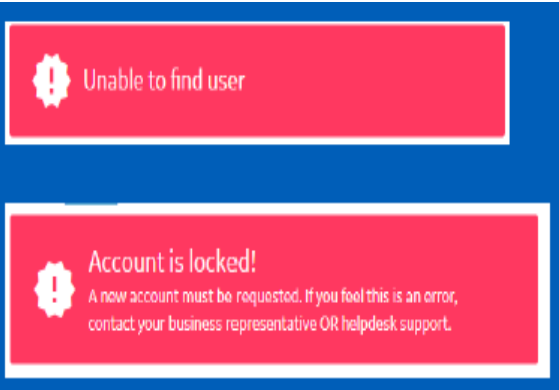 Unable to find user
Account is locked!
A new account must be requested. If you feel this is an error,
contact your business representative OR helpdesk support.